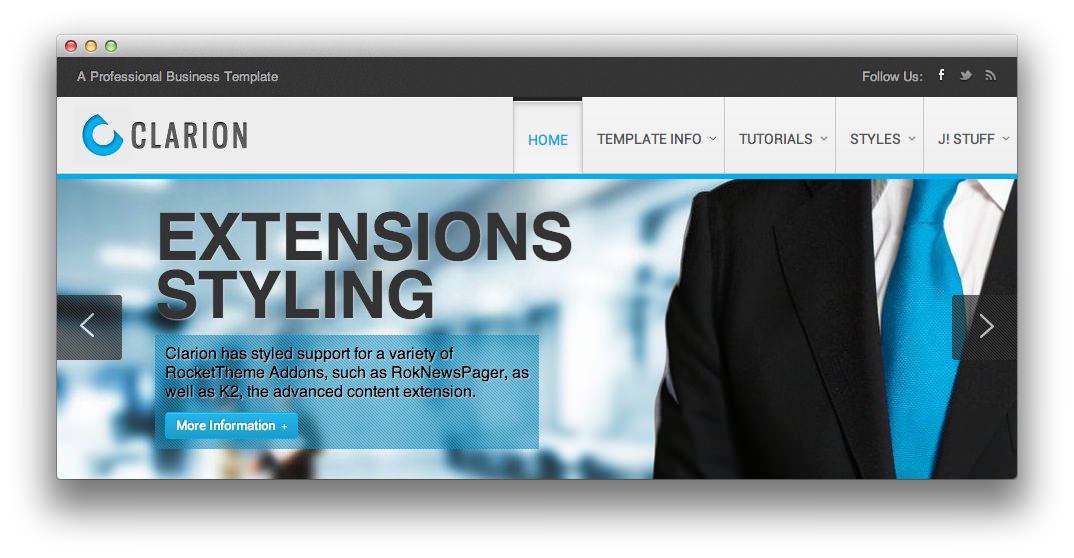 A Professional Business Template
Follow Us:
CLARION
HOME
TEMPLATE INFO
TUTORIALS
STYLES
J! STUFF
EXTENSIONS
STYLING
Clarion has styled support for a variety of
RocketTheme Addons, such as RokNewsPager, as
well as K2, the advanced content extension.
More Information +